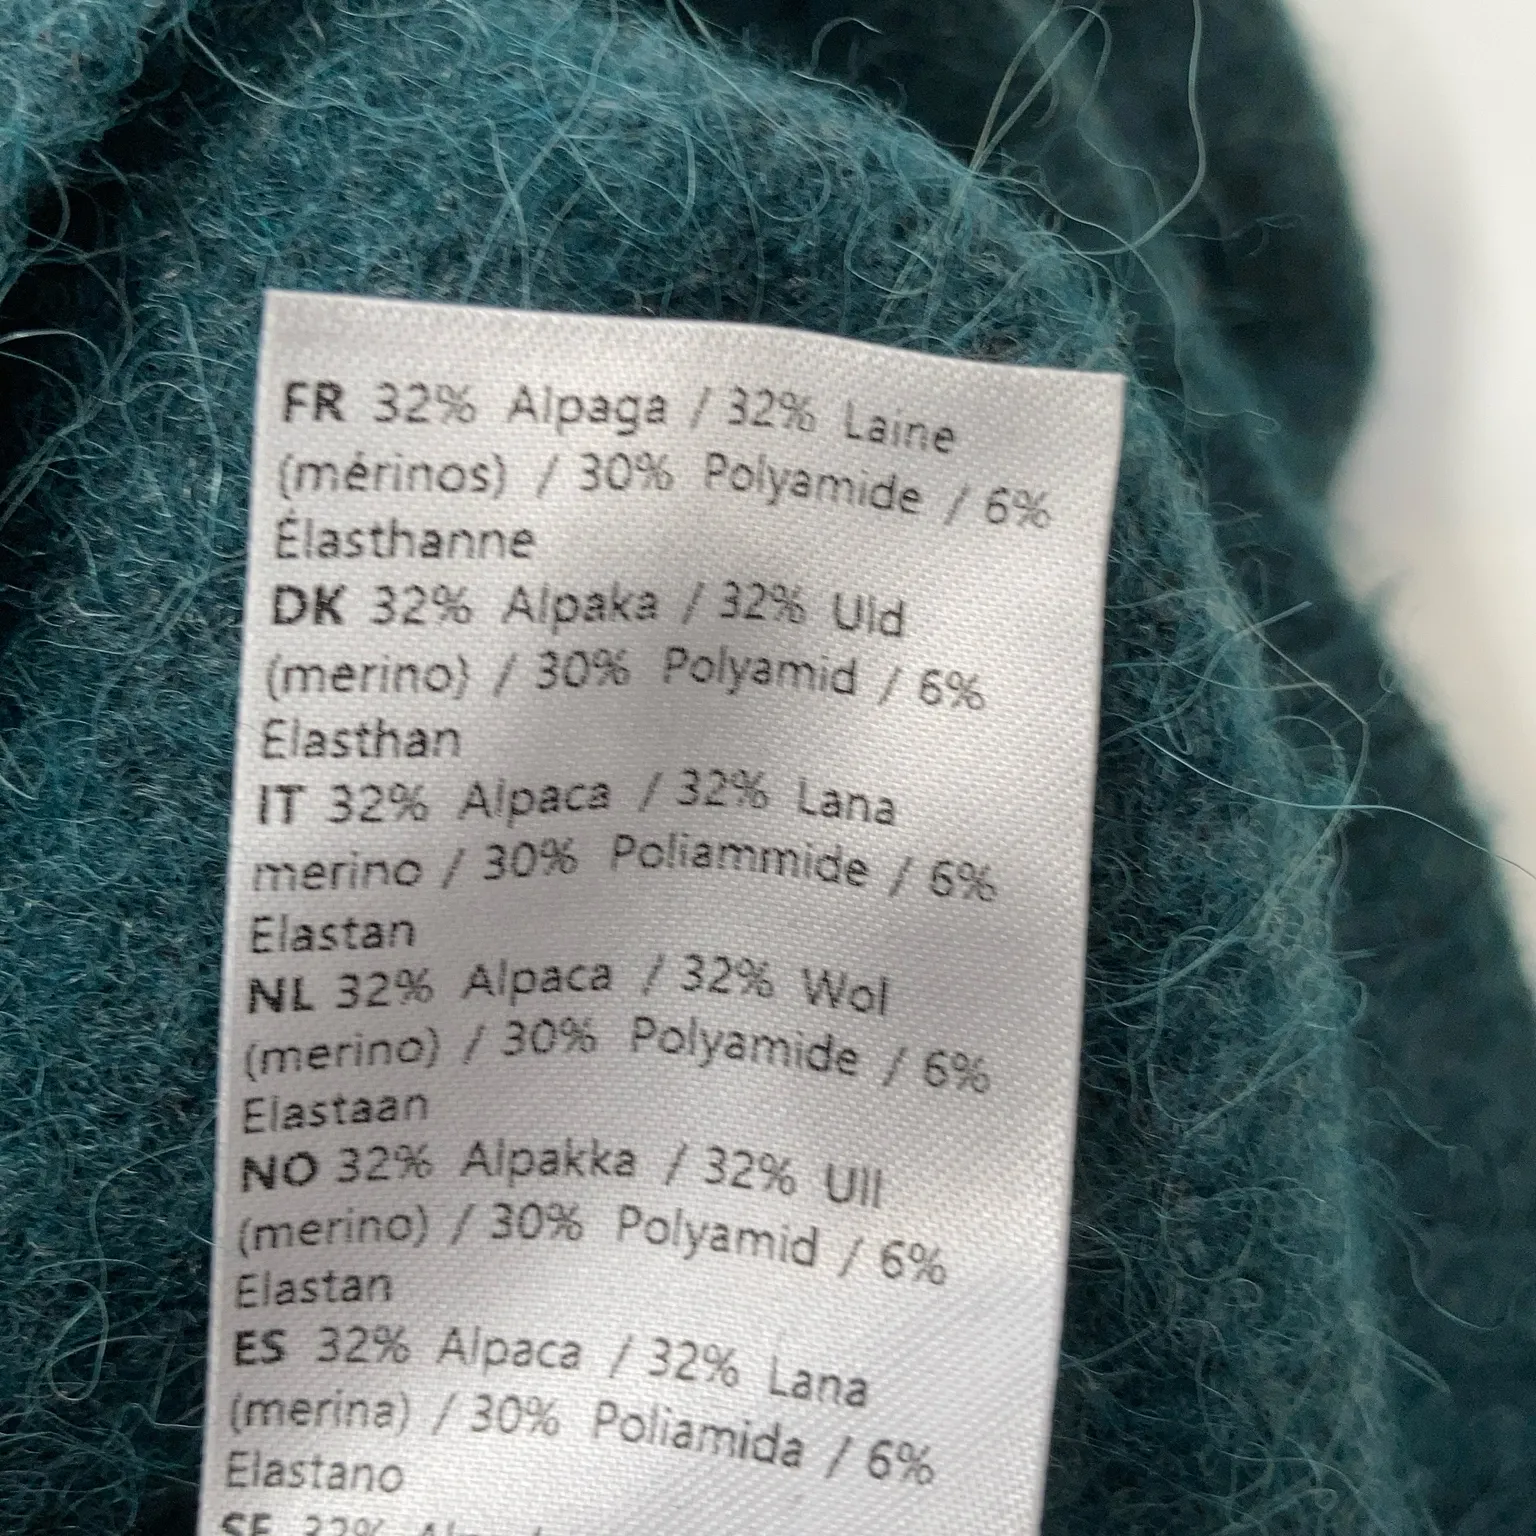 FR 32% Alpaga / 32% Laine
(mérinos) / 30% Polyamide / 6%
Élasthanne
DK 32% Alpaka / 32% Uld
(merino) / 30% Polyamid / 6%
Elasthan
IT 32% Alpaca / 32% Lana
merino / 30% Poliammide / 6%
Elastan
NL 32% Alpaca / 32% Wol
(merino) / 30% Polyamide / 6%
Elastaan
NO 32% Alpakka / 32% Ull
(merino) / 30% Polyamid / 6%
Elastan
ES 32% Alpaca / 32% Lana
(merina) / 30% Poliamida / 6%
Elastano
SE 32%